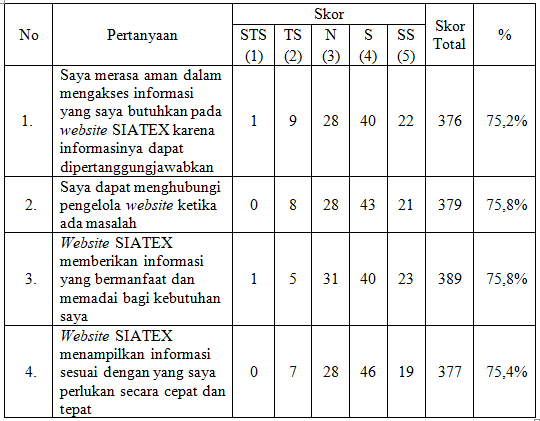 No Pertanyaan Skor Skor Total %
STS (1) TS (2) N (3) S (4) SS (5)
1. Saya merasa aman dalam
mengakses informasi
yang saya butuhkan pada
website SIATEX karena
informasinya dapat
dipertanggungjawabkan
1 9 28 40 22 376 75,2%
2. Saya dapat menghubungi
pengelola website ketika
ada masalah
0 8 28 43 21 379 75,8%
3. Website SIATEX
memberikan informasi
yang bermanfaat dan
memadai bagi kebutuhan
saya
1 5 31 40 23 389 75,8%
4. Website SIATEX
menampilkan informasi
sesuai dengan yang saya
perlukan secara cepat dan
tepat
0 7 28 46 19 377 75,4%